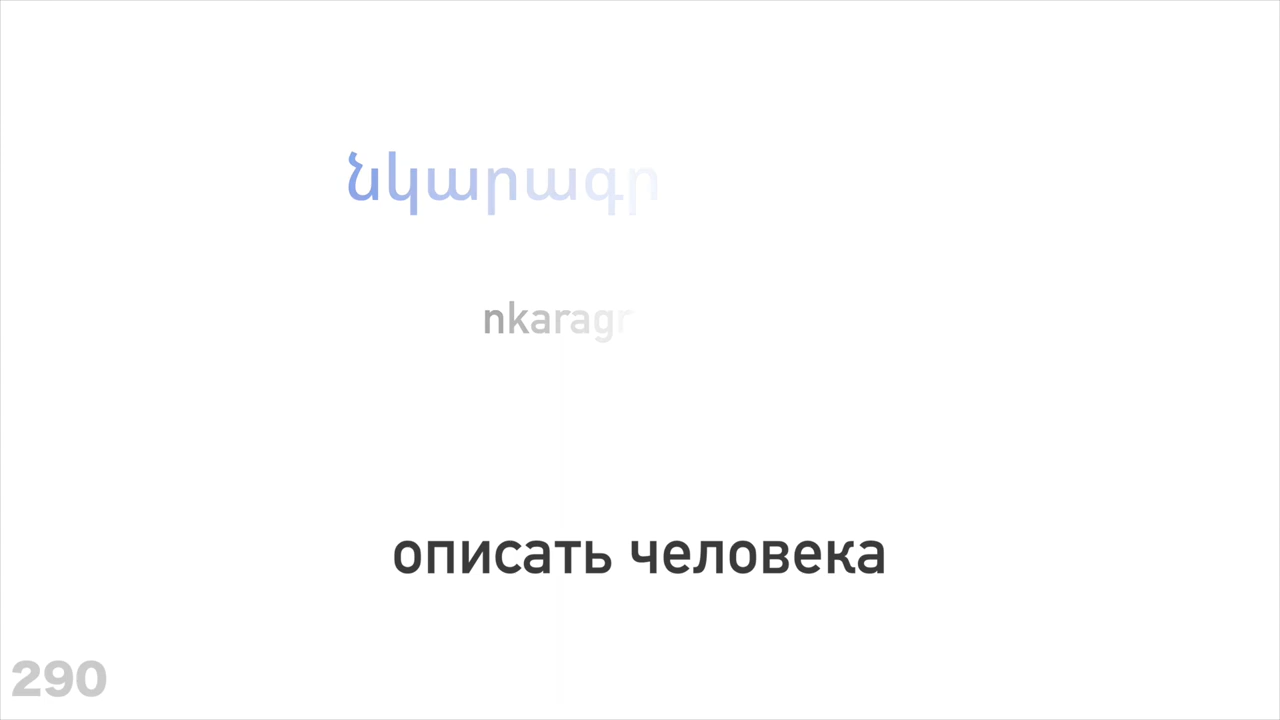 նկարագր
nkaragr
описать человека
290